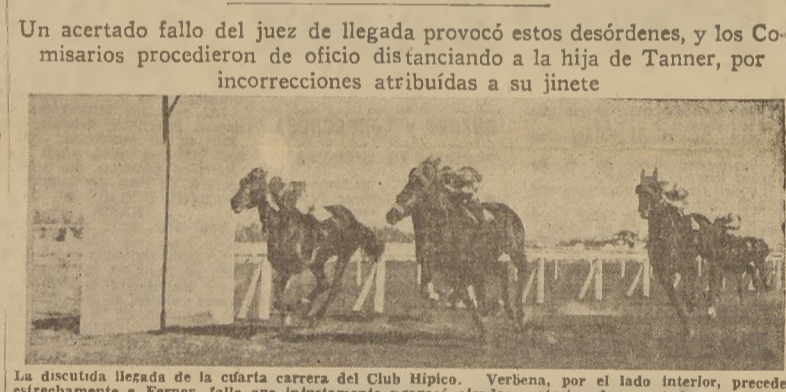 Un acertado fallo del juez de llegada provocó estos desórdenes, y los Co-
misarios procedieron de oficio distanciando a la hija de Tanner, por
incorrecciones atribuídas a su jinete
La discutida llegada de la cuarta carrera del Club Hípico. Verbena, por el lado interior, precede
estrechamente a